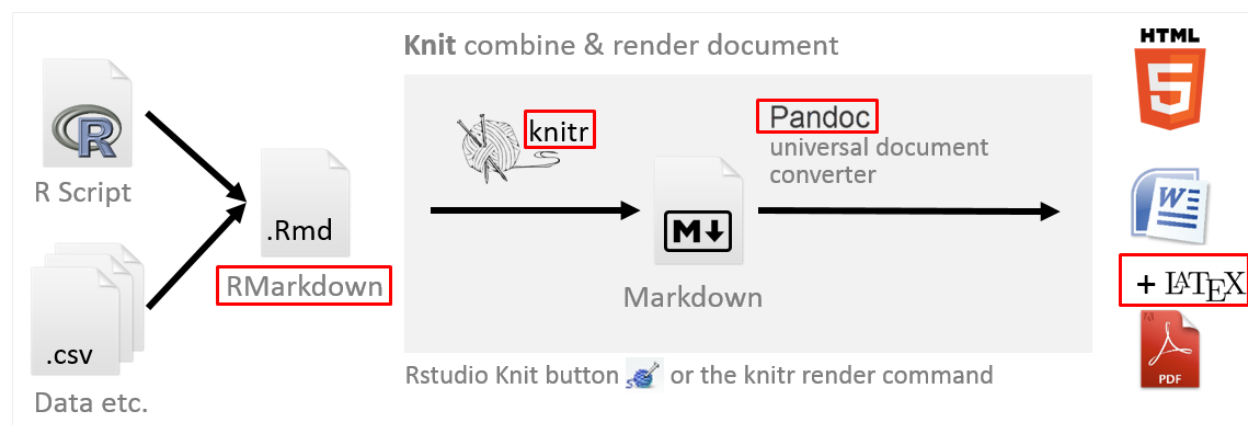 Knit combine & render document
HTML
5
R
R Script
knitr
Pandoc
universal document
converter
.Rmd
RMarkdown
M
Markdown
W
+ LATEX
.csv
Data etc.
PDF
Rstudio Knit button or the knitr render command